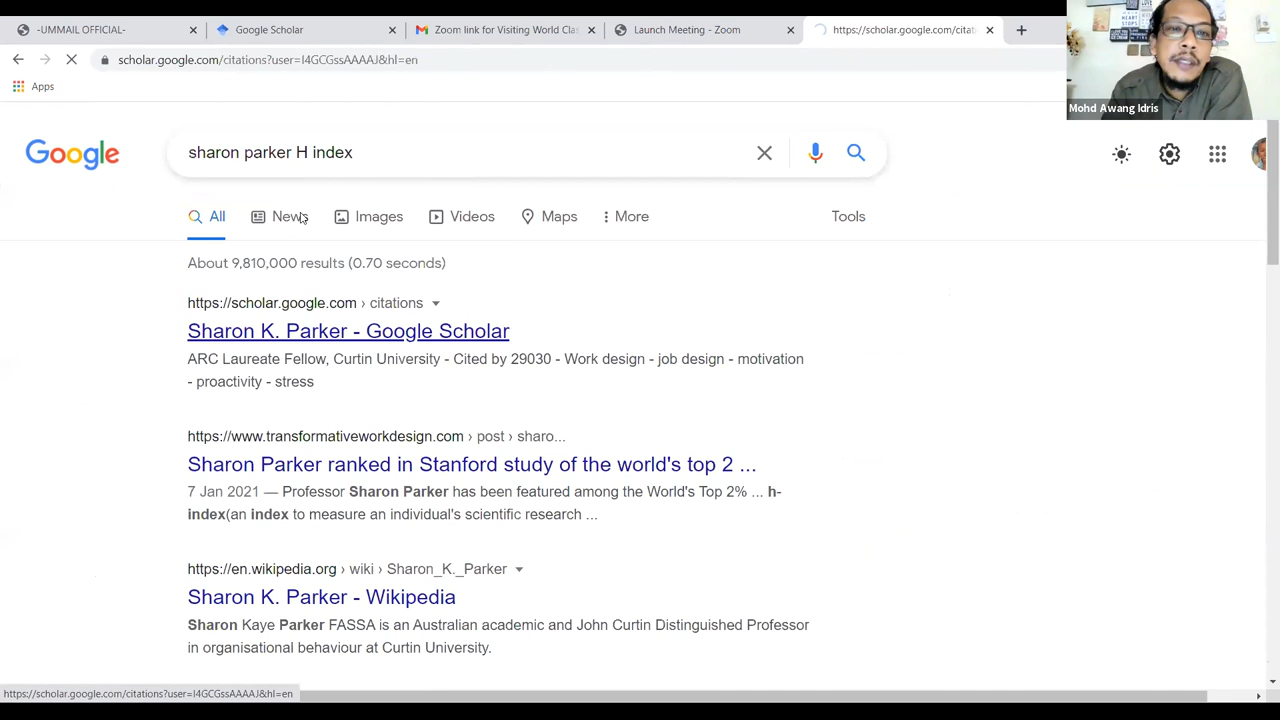 -UMMAIL OFFICIAL-
Google Scholar
Zoom link for Visiting World Clas
Launch Meeting - Zoom
https://scholar.google.com/citat
scholar.google.com/citations?user=I4GCGssAAAAJ&hl=en
Apps
Mohd Awang Idris
Google
sharon parker H index
All
News
Images
Videos
Maps
More
Tools
About 9,810,000 results (0.70 seconds)
https://scholar.google.com › citations
Sharon K. Parker - Google Scholar
ARC Laureate Fellow, Curtin University - Cited by 29030 - Work design - job design - motivation
- proactivity - stress
https://www.transformativeworkdesign.com › post › sharo...
Sharon Parker ranked in Stanford study of the world's top 2 ...
7 Jan 2021 — Professor Sharon Parker has been featured among the World's Top 2% ... h-
index(an index to measure an individual's scientific research ...
https://en.wikipedia.org › wiki › Sharon_K._Parker
Sharon K. Parker - Wikipedia
Sharon Kaye Parker FASSA is an Australian academic and John Curtin Distinguished Professor
in organisational behaviour at Curtin University.
https://scholar.google.com/citations?user=I4GCGssAAAAJ&hl=en